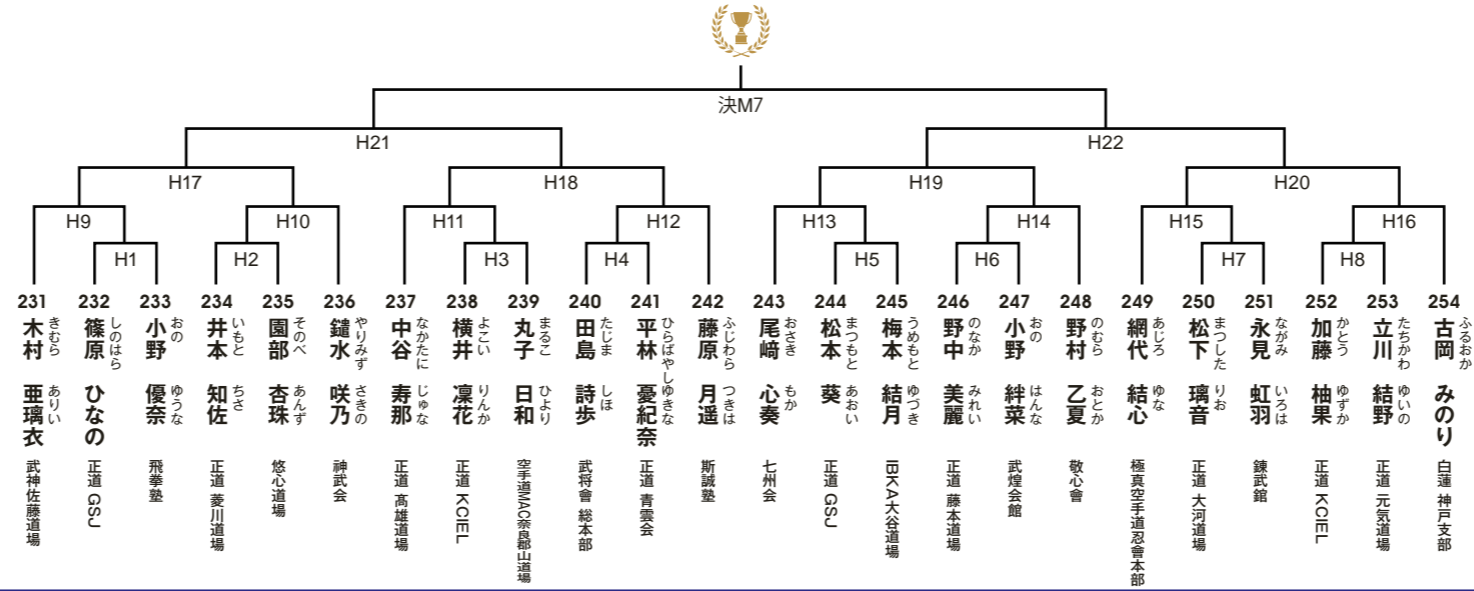 決M7
H21
H22
H17
H18
H19
H20
H9
H10
H11
H12
H13
H14
H15
H16
H1
H2
H3
H4
H5
H6
H7
H8
231
木村 亜璃衣
きむら ありい
武神佐藤道場
232
篠原 ひなの
しのはら
正道 GSJ
233
小野 優奈
おの ゆうな
飛拳塾
234
井本 知佐
いもと ちさ
正道 菱川道場
235
園部 杏珠
そのべ あんず
悠心道場
236
鑓水 咲乃
やりみず さきの
神武会
237
中谷 寿那
なかたに じゅな
正道 髙雄道場
238
横井 凜花
よこい りんか
正道 KCIEL
239
丸子 日和
まるこ ひより
空手道MAC奈良郡山道場
240
田島 詩歩
たじま しほ
武将會 総本部
241
平林 憂紀奈
ひらばやし ゆきな
正道 青雲会
242
藤原 月遥
ふじわら つきは
斯誠塾
243
尾﨑 心奏
おさき もか
七州会
244
松本 葵
まつもと あおい
正道 GSJ
245
梅本 結月
うめもと ゆづき
IBKA大谷道場
246
野中 美麗
のなか みれい
正道 藤本道場
247
小野 絆菜
おの はんな
武煌会館
248
野村 乙夏
のむら おとか
敬心會
249
網代 結心
あじろ ゆな
極真空手道忍會本部
250
松下 璃音
まつした りお
正道 大河道場
251
永見 虹羽
ながみ いろは
錬武館
252
加藤 柚果
かとう ゆずか
正道 KCIEL
253
立川 結野
たちかわ ゆいの
正道 元気道場
254
古岡 みのり
ふるおか
白蓮 神戸支部